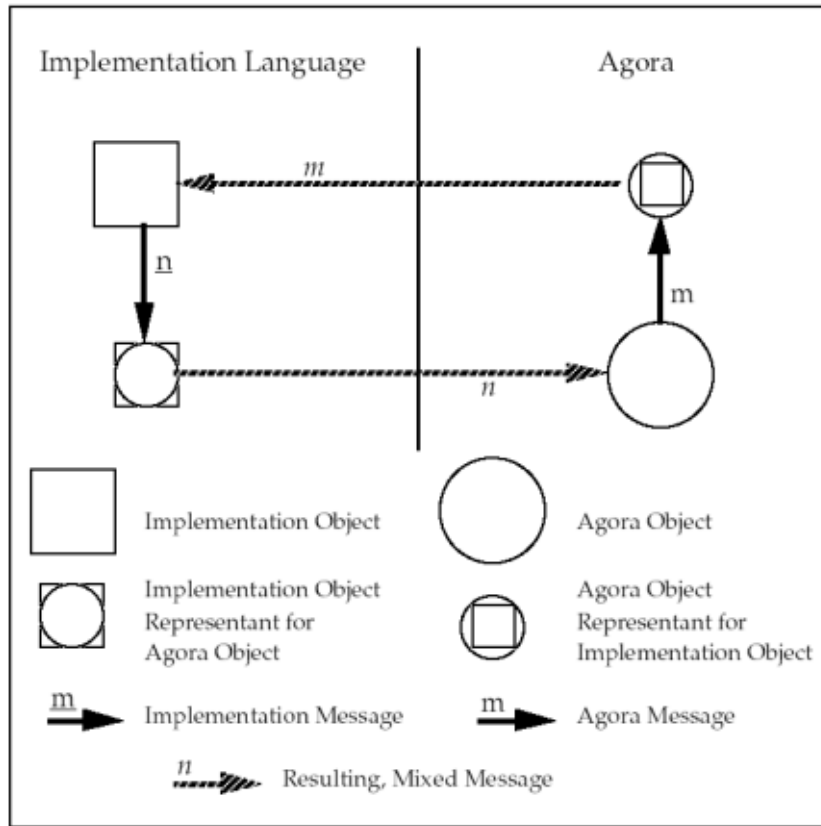 Implementation Language Agora
m
n
m
n
Implementation Object Agora Object
Implementation Object Agora Object
Representant for Representant for
Agora Object Implementation Object
m Implementation Message m Agora Message
n Resulting, Mixed Message